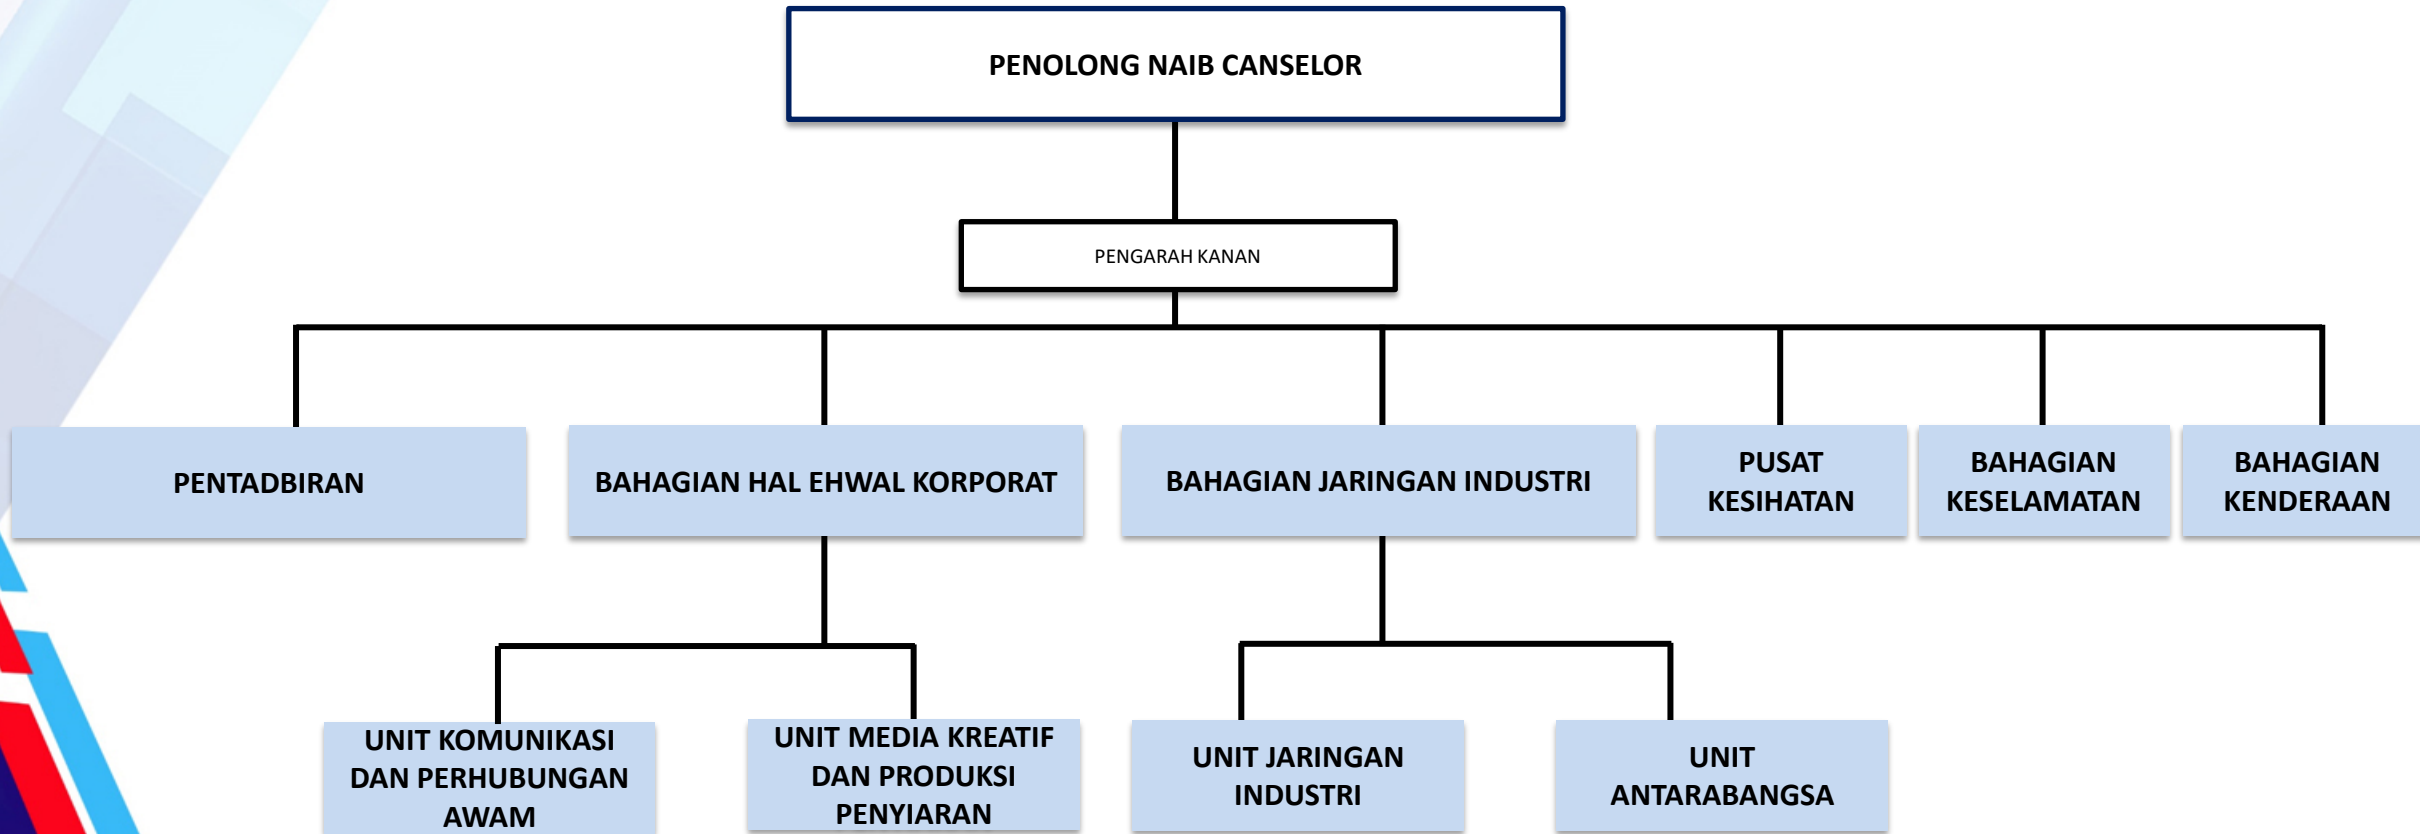 PENOLONG NAIB CANSELOR
PENGARAH KANAN
PENTADBIRAN
BAHAGIAN HAL EHWAL KORPORAT
BAHAGIAN JARINGAN INDUSTRI
PUSAT
KESIHATAN
BAHAGIAN
KESELAMATAN
BAHAGIAN
KENDERAAN
UNIT KOMUNIKASI
DAN PERHUBUNGAN
AWAM
UNIT MEDIA KREATIF
DAN PRODUKSI
PENYIARAN
UNIT JARINGAN
INDUSTRI
UNIT
ANTARABANGSA